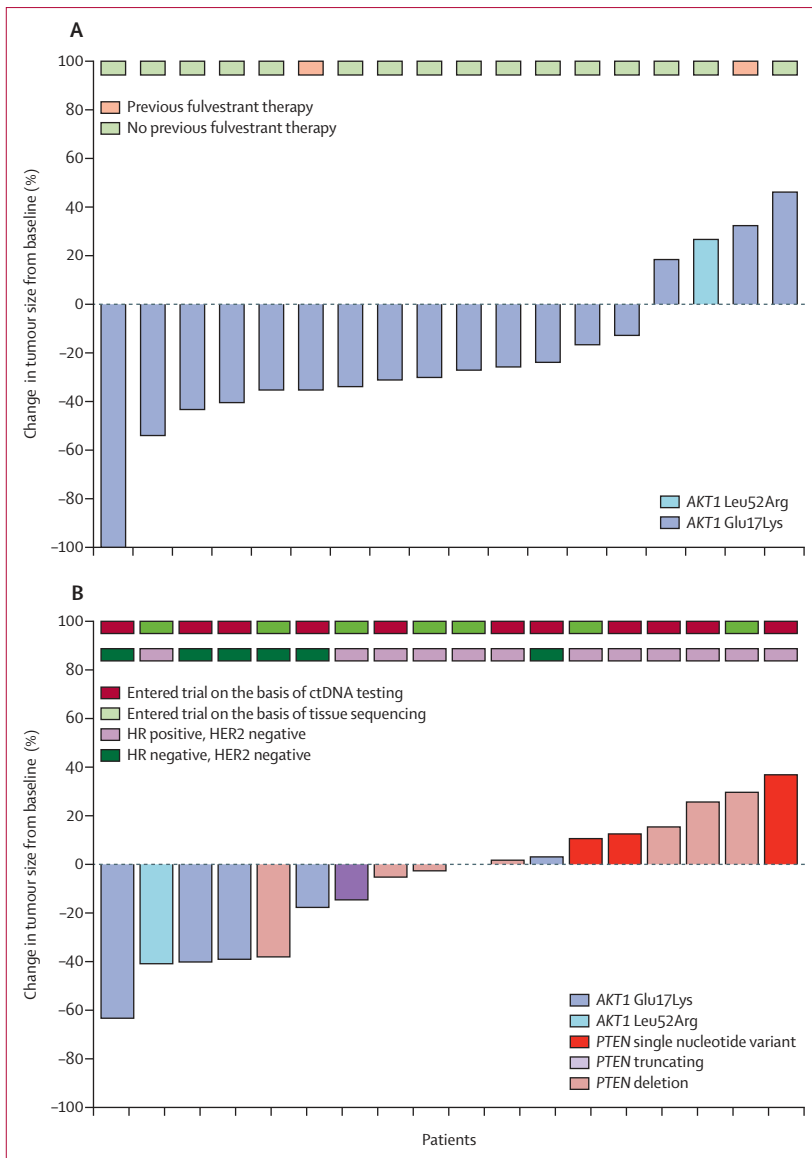 A
100
80
60
40
20
0
–20
–40
–60
–80
–100
Change in tumour size from baseline (%)
Previous fulvestrant therapy
No previous fulvestrant therapy
AKT1 Leu52Arg
AKT1 Glu17Lys
B
100
80
60
40
20
0
–20
–40
–60
–80
–100
Change in tumour size from baseline (%)
Entered trial on the basis of ctDNA testing
Entered trial on the basis of tissue sequencing
HR positive, HER2 negative
HR negative, HER2 negative
AKT1 Glu17Lys
AKT1 Leu52Arg
PTEN single nucleotide variant
PTEN truncating
PTEN deletion
Patients